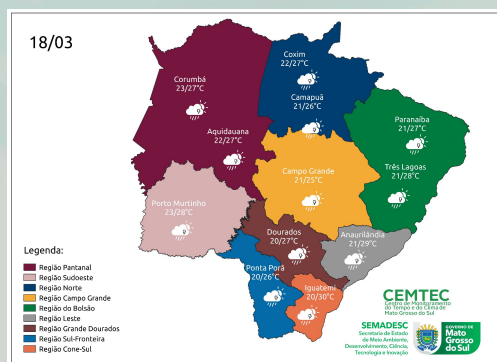 18/03
Coxim
22/27°C
Corumbá
23/27°C
Camapuã
21/26°C
Paranaíba
21/27°C
Aquidauana
22/27°C
Três Lagoas
21/28°C
Campo Grande
21/25°C
Porto Murtinho
23/28°C
Dourados
20/27°C
Anaurilândia
21/29°C
Ponta Porã
20/26°C
Iguatemi
20/30°C
Legenda:
Região Pantanal
Região Sudoeste
Região Norte
Região Campo Grande
Região do Bolsão
Região Leste
Região Grande Dourados
Região Sul-Fronteira
Região Cone-Sul
CEMTEC
Centro de Monitoramento
do Tempo e do Clima de
Mato Grosso do Sul
SEMADESC
Secretaria de Estado
de Meio Ambiente,
Desenvolvimento, Ciência,
Tecnologia e Inovação
GOVERNO DE
Mato
Grosso
do Sul